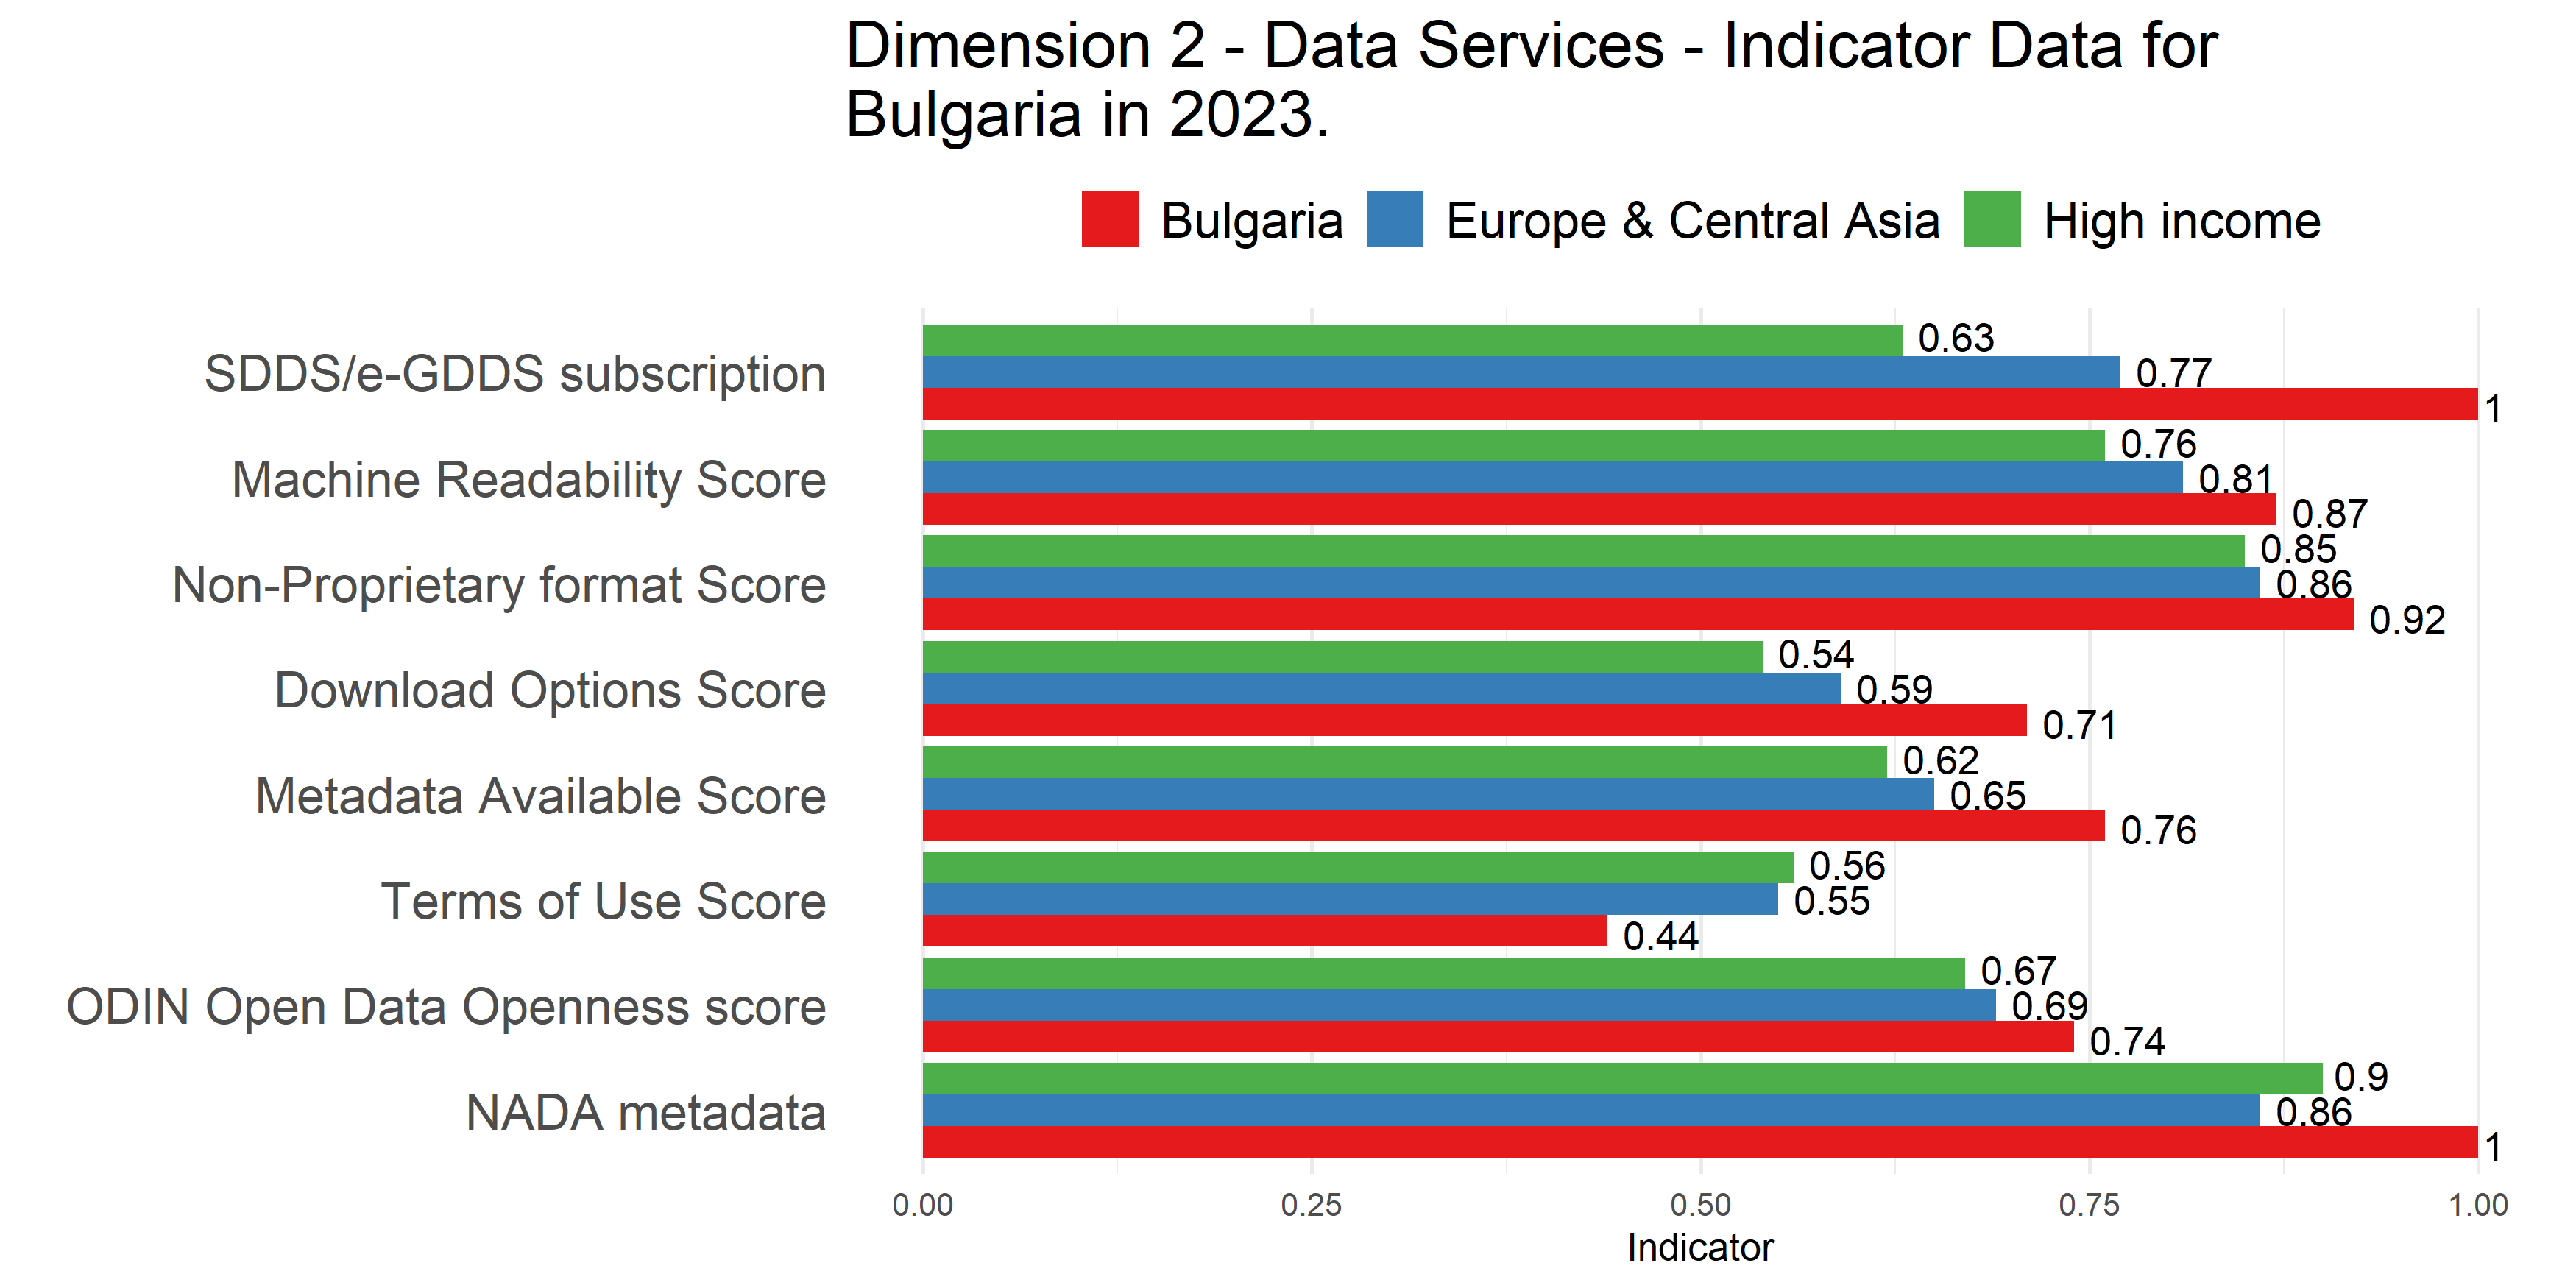 Dimension 2 - Data Services - Indicator Data for
Bulgaria in 2023.
Bulgaria Europe & Central Asia High income
SDDS/e-GDDS subscription
0.63
0.77
1
Machine Readability Score
0.76
0.81
0.87
Non-Proprietary format Score
0.85
0.86
0.92
Download Options Score
0.54
0.59
0.71
Metadata Available Score
0.62
0.65
0.76
Terms of Use Score
0.56
0.55
0.44
ODIN Open Data Openness score
0.67
0.69
0.74
NADA metadata
0.9
0.86
1
0.00 0.25 0.50 0.75 1.00
Indicator